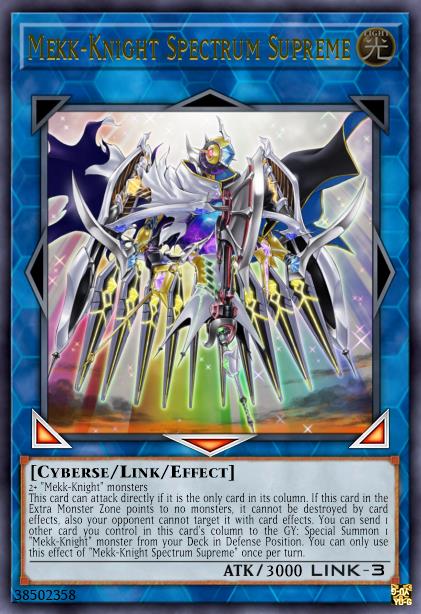 Mekk-Knight Spectrum Supreme
LIGHT
光
[Cyberse/Link/Effect]
2+ "Mekk-Knight" monsters
This card can attack directly if it is the only card in its column. If this card in the
Extra Monster Zone points to no monsters, it cannot be destroyed by card
effects, also your opponent cannot target it with card effects. You can send 1
other card you control in this card's column to the GY: Special Summon 1
"Mekk-Knight" monster from your Deck in Defense Position. You can only use
this effect of "Mekk-Knight Spectrum Supreme" once per turn.
ATK/3000 LINK-3
38502358